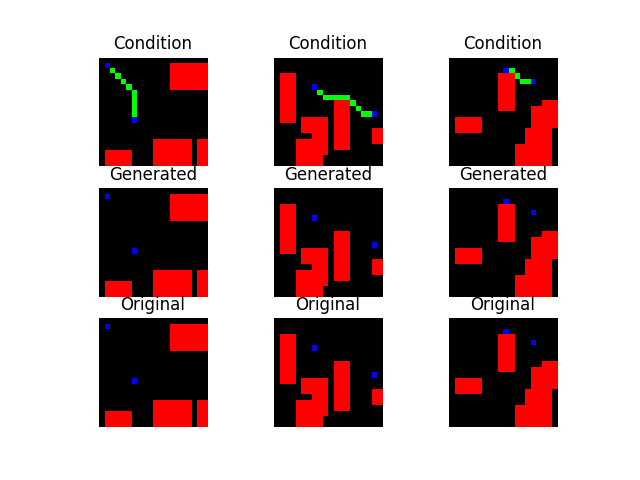 Condition Condition Condition
Generated Generated Generated
Original Original Original